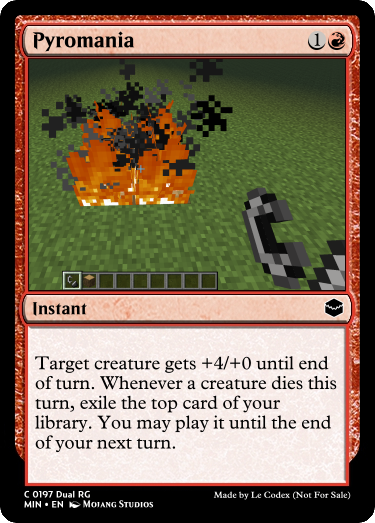 Pyromania 1
Instant
Target creature gets +4/+0 until end
of turn. Whenever a creature dies this
turn, exile the top card of your
library. You may play it until the end
of your next turn.
C 0197 Dual RG
MIN • EN Mojang Studios
Made by Le Codex (Not For Sale)